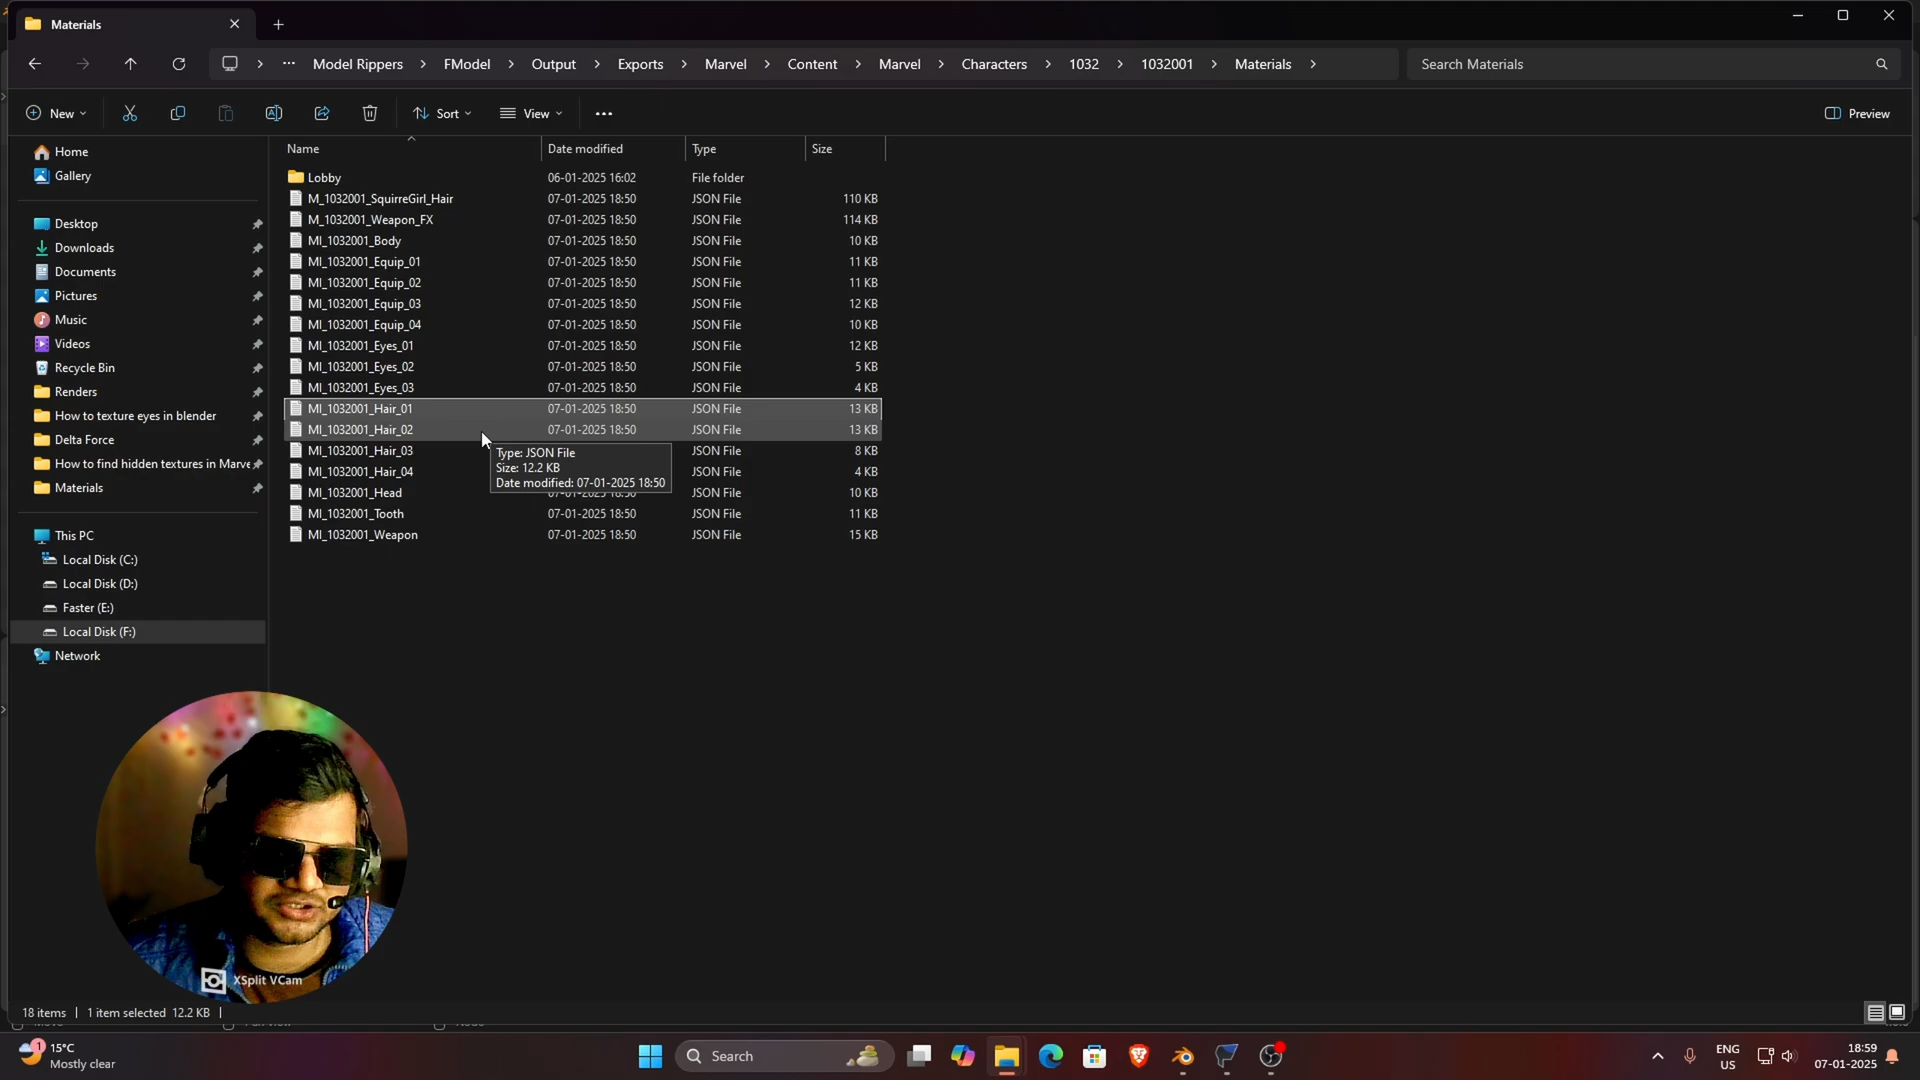 Materials
Model Rippers > FModel > Output > Exports > Marvel > Content > Marvel > Characters > 1032 > 1032001 > Materials >
Search Materials
New
Sort
View
Preview
Name Date modified Type Size
Lobby 06-01-2025 16:02 File folder
M_1032001_SquirreGirl_Hair 07-01-2025 18:50 JSON File 110 KB
M_1032001_Weapon_FX 07-01-2025 18:50 JSON File 114 KB
MI_1032001_Body 07-01-2025 18:50 JSON File 10 KB
MI_1032001_Equip_01 07-01-2025 18:50 JSON File 11 KB
MI_1032001_Equip_02 07-01-2025 18:50 JSON File 11 KB
MI_1032001_Equip_03 07-01-2025 18:50 JSON File 12 KB
MI_1032001_Equip_04 07-01-2025 18:50 JSON File 10 KB
MI_1032001_Eyes_01 07-01-2025 18:50 JSON File 12 KB
MI_1032001_Eyes_02 07-01-2025 18:50 JSON File 5 KB
MI_1032001_Eyes_03 07-01-2025 18:50 JSON File 4 KB
MI_1032001_Hair_01 07-01-2025 18:50 JSON File 13 KB
MI_1032001_Hair_02 07-01-2025 18:50 JSON File 13 KB
MI_1032001_Hair_03 JSON File 8 KB
MI_1032001_Hair_04 JSON File 4 KB
MI_1032001_Head 07-01-2025 18:50 JSON File 10 KB
MI_1032001_Tooth 07-01-2025 18:50 JSON File 11 KB
MI_1032001_Weapon 07-01-2025 18:50 JSON File 15 KB
Type: JSON File
Size: 12.2 KB
Date modified: 07-01-2025 18:50
Home
Gallery
Desktop
Downloads
Documents
Pictures
Music
Videos
Recycle Bin
Renders
How to texture eyes in blender
Delta Force
How to find hidden textures in Marve
Materials
This PC
Local Disk (C:)
Local Disk (D:)
Faster (E:)
Local Disk (F:)
Network
XSplit VCam
18 items 1 item selected 12.2 KB
1
15°C
Mostly clear
Search
ENG
US
18:59
07-01-2025